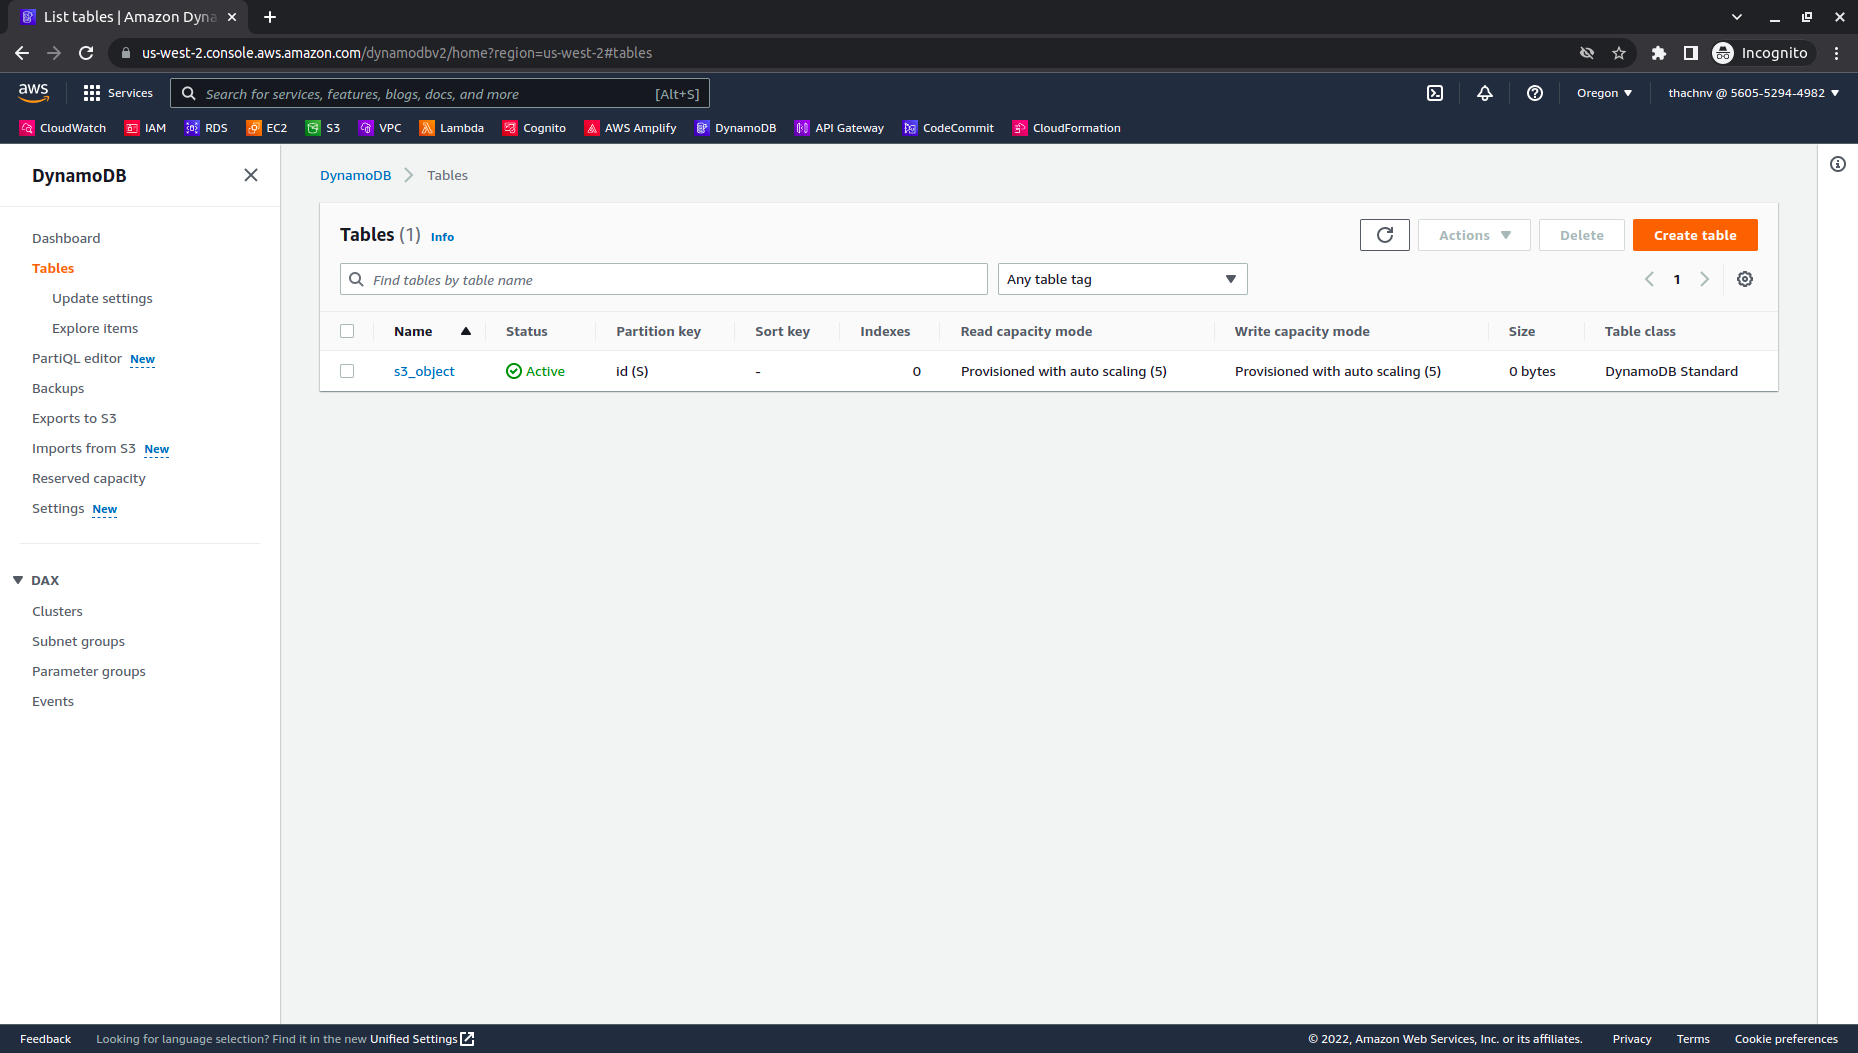 List tables | Amazon Dyna
us-west-2.console.aws.amazon.com/dynamodbv2/home?region=us-west-2#tables
Incognito
aws
Services
Search for services, features, blogs, docs, and more
[Alt+S]
Oregon
thachnv @ 5605-5294-4982
CloudWatch IAM RDS EC2 S3 VPC Lambda Cognito AWS Amplify DynamoDB API Gateway CodeCommit CloudFormation
DynamoDB
Dashboard
Tables
Update settings
Explore items
PartiQL editor New
Backups
Exports to S3
Imports from S3 New
Reserved capacity
Settings New
DAX
Clusters
Subnet groups
Parameter groups
Events
DynamoDB Tables
Tables (1) Info
Actions
Delete
Create table
Find tables by table name
Any table tag
1
Name Status Partition key Sort key Indexes Read capacity mode Write capacity mode Size Table class
s3_object Active id (S) - 0 Provisioned with auto scaling (5) Provisioned with auto scaling (5) 0 bytes DynamoDB Standard
Feedback Looking for language selection? Find it in the new Unified Settings © 2022, Amazon Web Services, Inc. or its affiliates. Privacy Terms Cookie preferences